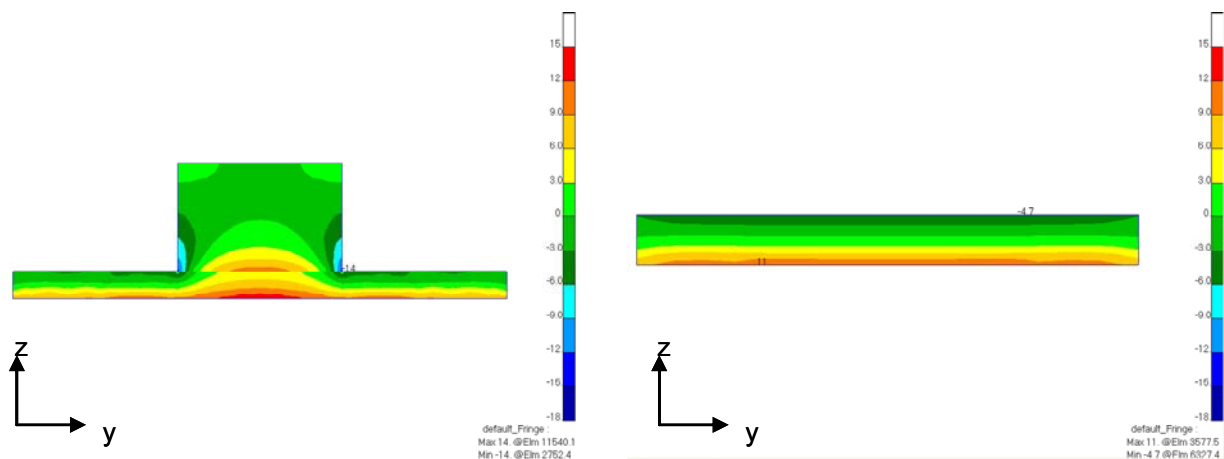 15.
12.
9.0
6.0
3.0
0.
-3.0
-6.0
-9.0
-12.
-15.
-18.
-14
z
y
default_Fringe :
Max 14. @Elm 11540.1
Min -14. @Elm 2752.4
15.
12.
9.0
6.0
3.0
0.
-3.0
-6.0
-9.0
-12.
-15.
-18.
-4.7
11
z
y
default_Fringe :
Max 11. @Elm 3577.5
Min -4.7 @Elm 6327.4